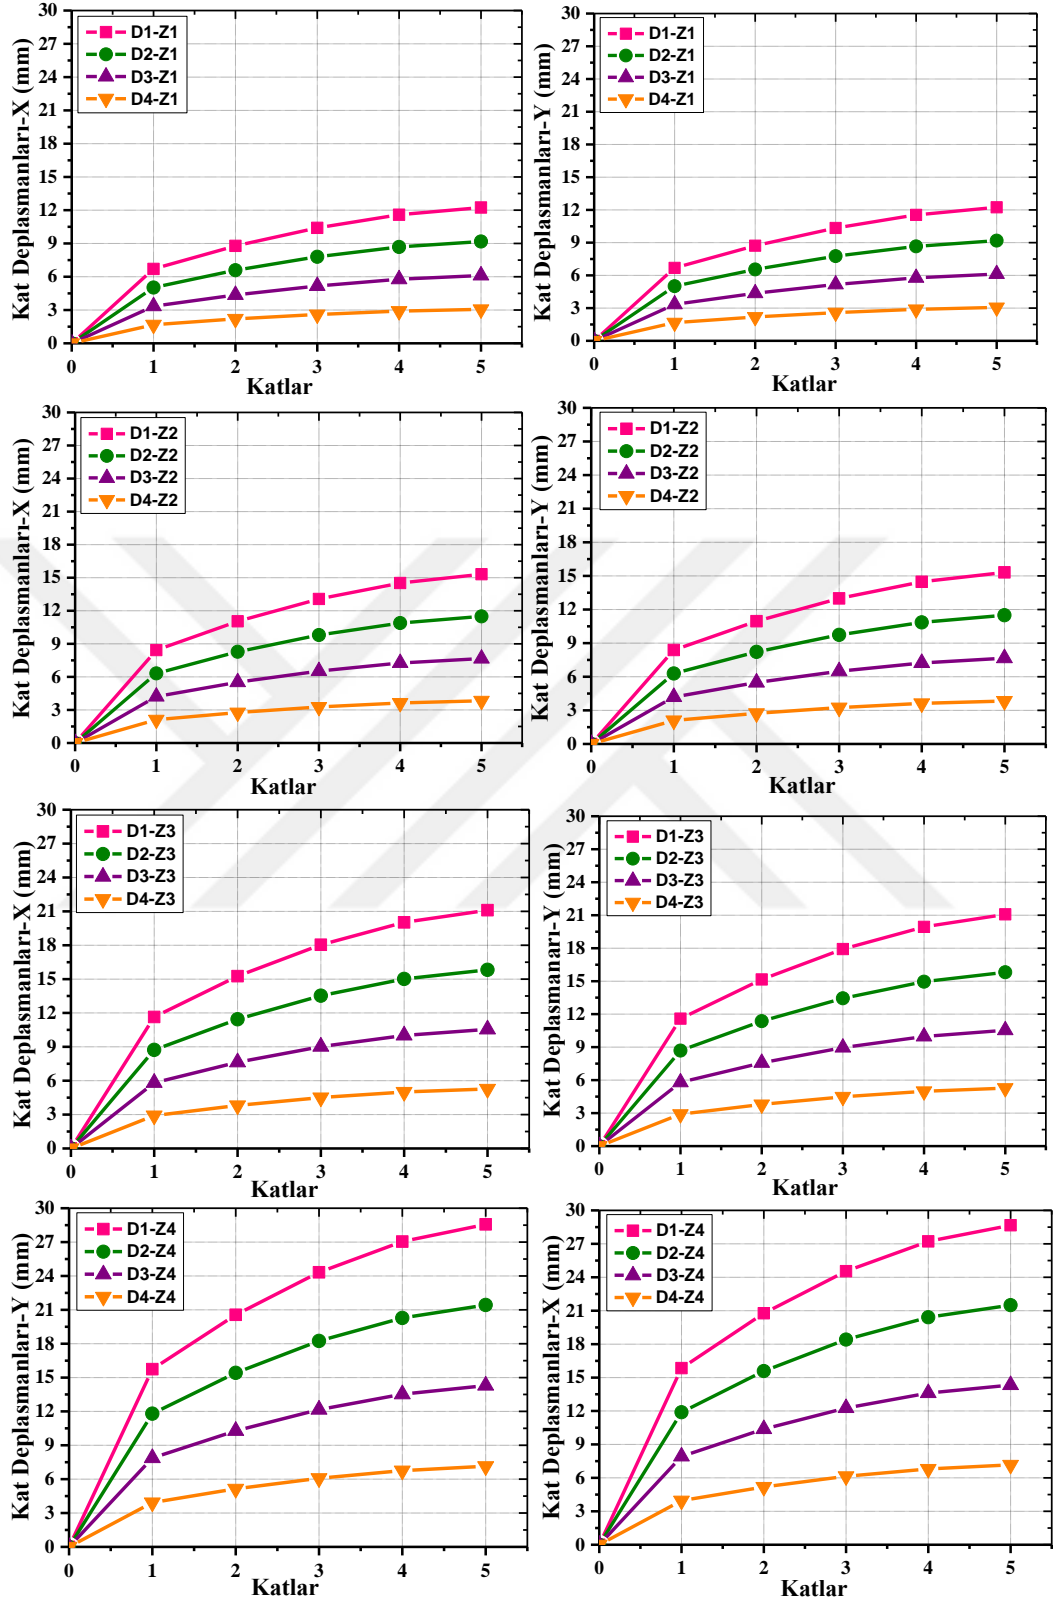 30
27
24
21
18
15
12
9
6
3
0
Kat Deplasmanları-X (mm)
D1-Z1
D2-Z1
D3-Z1
D4-Z1
0 1 2 3 4 5
Katlar
30
27
24
21
18
15
12
9
6
3
0
Kat Deplasmanları-Y (mm)
D1-Z1
D2-Z1
D3-Z1
D4-Z1
0 1 2 3 4 5
Katlar
30
27
24
21
18
15
12
9
6
3
0
Kat Deplasmanları-X (mm)
D1-Z2
D2-Z2
D3-Z2
D4-Z2
0 1 2 3 4 5
Katlar
30
27
24
21
18
15
12
9
6
3
0
Kat Deplasmanları-Y (mm)
D1-Z2
D2-Z2
D3-Z2
D4-Z2
0 1 2 3 4 5
Katlar
30
27
24
21
18
15
12
9
6
3
0
Kat Deplasmanları-X (mm)
D1-Z3
D2-Z3
D3-Z3
D4-Z3
0 1 2 3 4 5
Katlar
30
27
24
21
18
15
12
9
6
3
0
Kat Deplasmanarı-Y (mm)
D1-Z3
D2-Z3
D3-Z3
D4-Z3
0 1 2 3 4 5
Katlar
30
27
24
21
18
15
12
9
6
3
0
Kat Deplasmanları-Y (mm)
D1-Z4
D2-Z4
D3-Z4
D4-Z4
0 1 2 3 4 5
Katlar
30
27
24
21
18
15
12
9
6
3
0
Kat Deplasmanları-X (mm)
D1-Z4
D2-Z4
D3-Z4
D4-Z4
0 1 2 3 4 5
Katlar